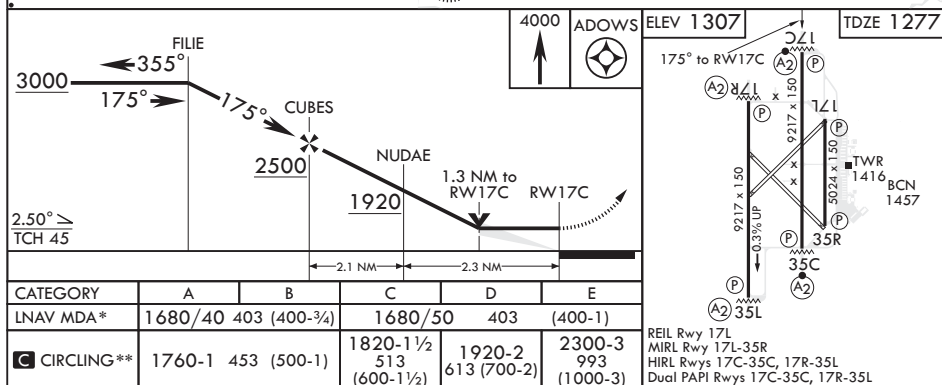 4000
ADOWS
ELEV 1307
TDZE 1277
FILIE
355°
3000
175°
175°
CUBES
2500
NUDAE
1920
1.3 NM to
RW17C
RW17C
2.50°
TCH 45
2.1 NM
2.3 NM
CATEGORY A B C D E
LNAV MDA* 1680/40 403 (400-¾) 1680/50 403 (400-1)
C CIRCLING** 1760-1 453 (500-1) 1820-1½ 513 (600-1½) 1920-2 613 (700-2) 2300-3 993 (1000-3)
175° to RW17C
17C
A2
P
A2
17R
P
17L
P
9217 x 150
9217 x 150
5024 x 150
x
x
x
TWR
1416
BCN
1457
0.3% UP
P
35R
P
35C
A2
P
A2
35L
REIL Rwy 17L
MIRL Rwy 17L-35R
HIRL Rwys 17C-35C, 17R-35L
Dual PAPI Rwys 17C-35C, 17R-35L